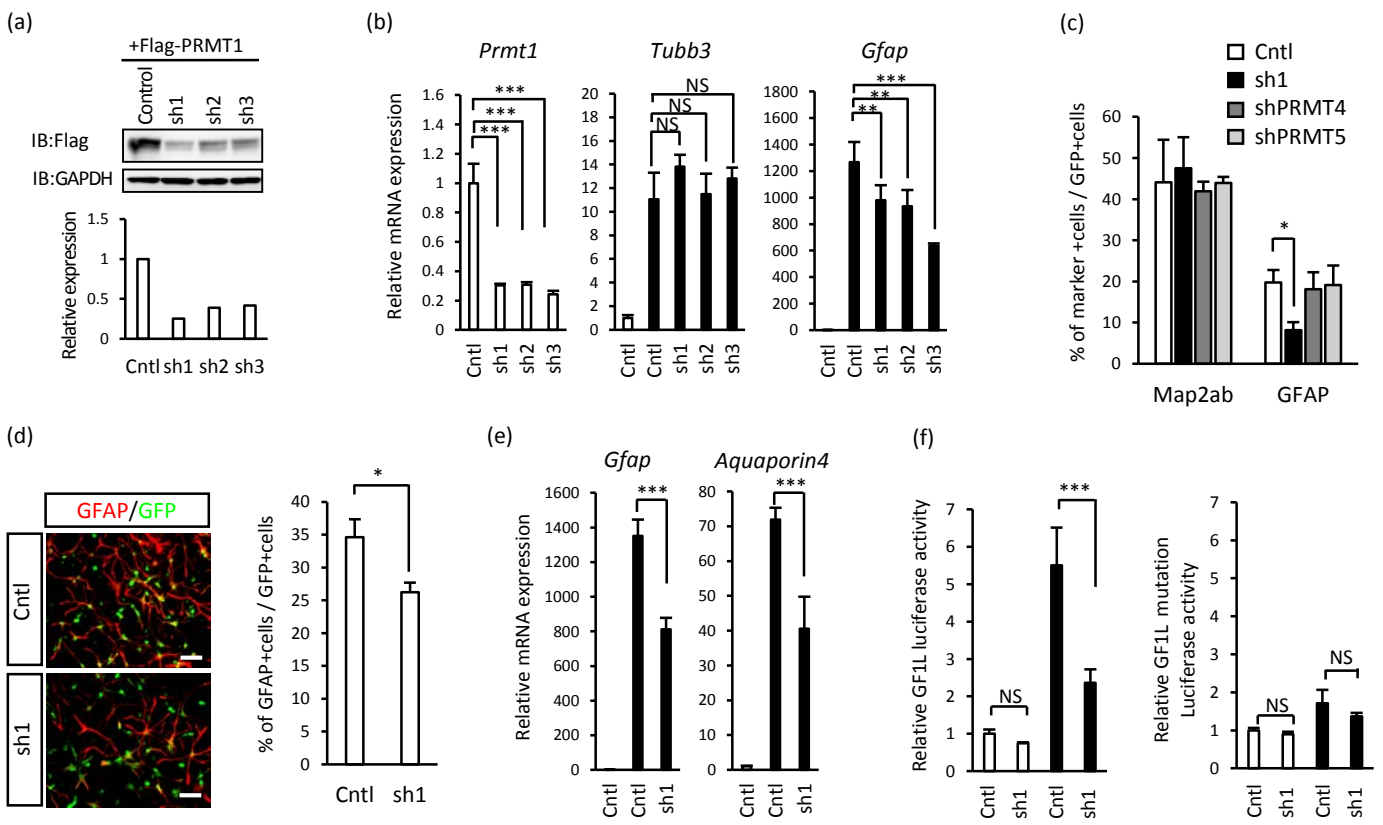 (a)
+Flag-PRMT1
Control
sh1
sh2
sh3
IB:Flag
IB:GAPDH
Relative expression
1.5
1
0.5
0
Cntl sh1 sh2 sh3
(b)
Prmt1
Relative mRNA expression
1.6
1.4
1.2
1
0.8
0.6
0.4
0.2
0
***
***
***
Cntl
sh1
sh2
sh3
Tubb3
20
18
16
14
12
10
8
6
4
2
0
NS
NS
NS
Cntl
Cntl
sh1
sh2
sh3
Gfap
1600
1400
1200
1000
800
600
400
200
0
***
**
**
Cntl
Cntl
sh1
sh2
sh3
(c)
Cntl
sh1
shPRMT4
shPRMT5
% of marker +cells / GFP+cells
60
50
40
30
20
10
0
*
Map2ab GFAP
(d)
GFAP/GFP
Cntl
sh1
% of GFAP+cells / GFP+cells
40
35
30
25
20
15
10
5
0
*
Cntl sh1
(e)
Gfap
Relative mRNA expression
1600
1400
1200
1000
800
600
400
200
0
***
Cntl
Cntl
sh1
Aquaporin4
80
70
60
50
40
30
20
10
0
***
Cntl
Cntl
sh1
(f)
Relative GF1L luciferase activity
7
6
5
4
3
2
1
0
NS
***
Cntl
sh1
Cntl
sh1
Relative GF1L mutation
Luciferase activity
7
6
5
4
3
2
1
0
NS
NS
Cntl
sh1
Cntl
sh1